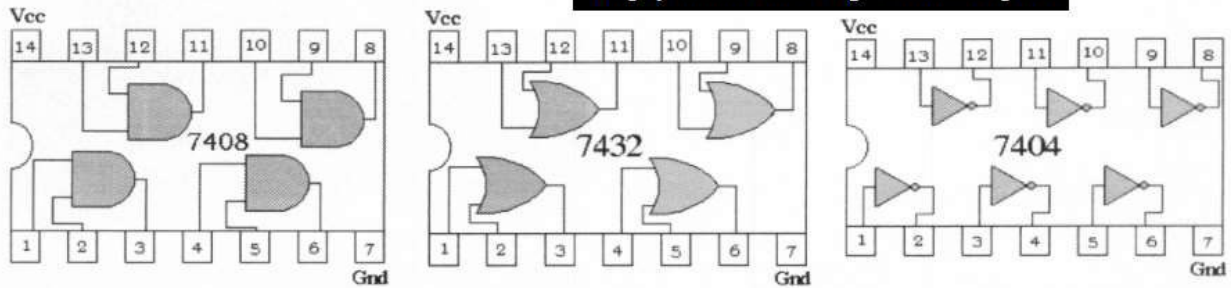 Vcc Vcc Vcc
14 13 12 11 10 9 8 14 13 12 11 10 9 8 14 13 12 11 10 9 8
7408 7432 7404
1 2 3 4 5 6 7 1 2 3 4 5 6 7 1 2 3 4 5 6 7
Gnd Gnd Gnd